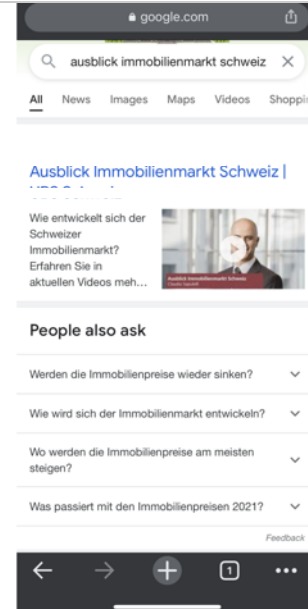 google.com
ausblick immobilienmarkt schweiz
All News Images Maps Videos
Ausblick Immobilienmarkt Schweiz |
Wie entwickelt sich der
Schweizer
Immobilienmarkt?
Erfahren Sie in
aktuellen Videos meh...
Ausblick Immobilienmarkt Schweiz
People also ask
Werden die Immobilienpreise wieder sinken?
Wie wird sich der Immobilienmarkt entwickeln?
Wo werden die Immobilienpreise am meisten
steigen?
Was passiert mit den Immobilienpreisen 2021?
Feedback
1